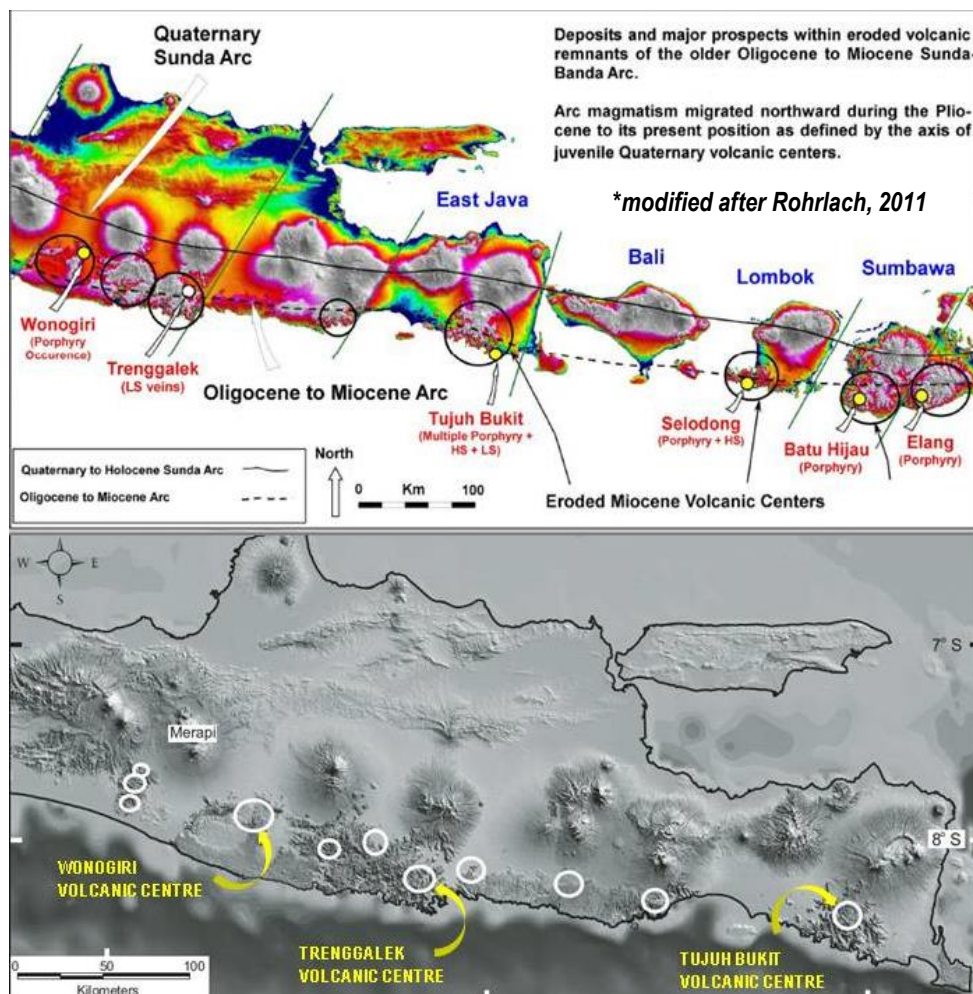 Quaternary
Sunda Arc
Deposits and major prospects within eroded volcanic
remnants of the older Oligocene to Miocene Sunda-
Banda Arc.
Arc magmatism migrated northward during the Plio-
cene to its present position as defined by the axis of
juvenile Quaternary volcanic centers.
*modified after Rohrlach, 2011
East Java
Bali
Lombok
Sumbawa
Wonogiri
(Porphyry
Occurence)
Trenggalek
(LS veins)
Oligocene to Miocene Arc
Tujuh Bukit
(Multiple Porphyry +
HS + LS)
Selodong
(Porphyry + HS)
Batu Hijau
(Porphyry)
Elang
(Porphyry)
Quaternary to Holocene Sunda Arc
Oligocene to Miocene Arc
North
0 Km 100
Eroded Miocene Volcanic Centers
N
W E
S
7° S
Merapi
8° S
WONOGIRI
VOLCANIC CENTRE
TRENGGALEK
VOLCANIC CENTRE
TUJUH BUKIT
VOLCANIC CENTRE
0 50 100
Kilometers